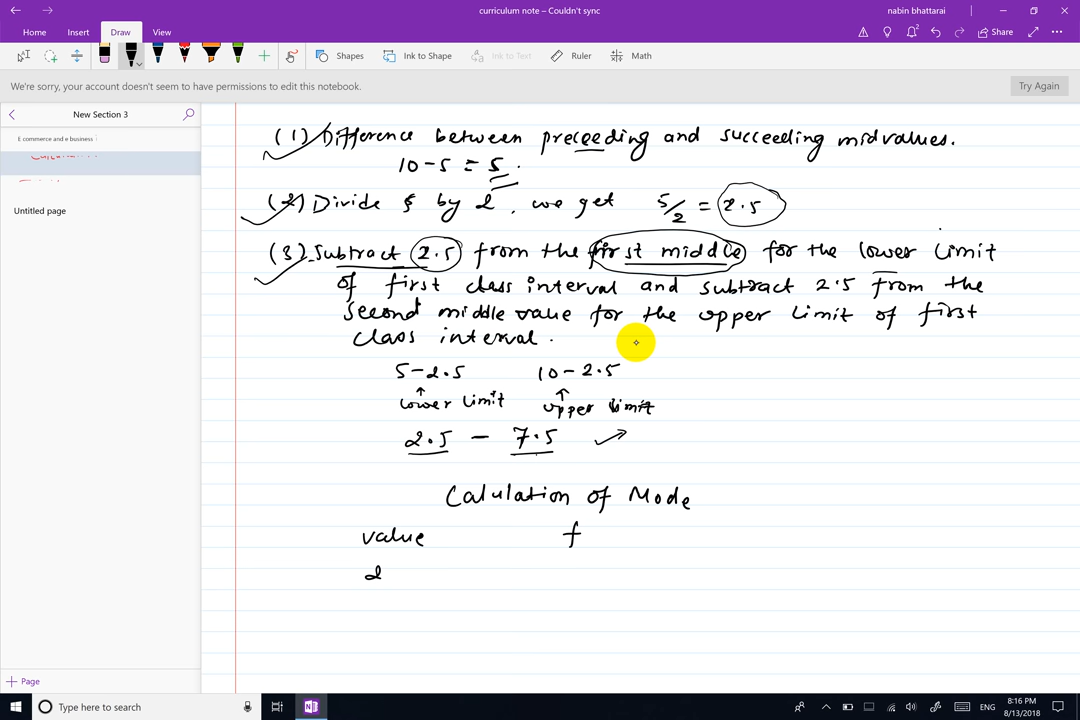 curriculum note – Couldn't sync
nabin bhattarai
Home Insert Draw View
Share
Shapes Ink to Shape Ink to Text Ruler Math
We're sorry, your account doesn't seem to have permissions to edit this notebook.
Try Again
New Section 3
E commerce and e business
Untitled page
(1) Difference between preceeding and succeeding midvalues.
10 - 5 = 5.
(2) Divide 5 by 2, we get 5/2 = 2.5
(3) Subtract 2.5 from the first middle for the lower limit
of first class interval and subtract 2.5 from the
second middle value for the upper limit of first
class interval.
5 - 2.5 10 - 2.5
↑ ↑
lower limit upper limit
2.5 - 7.5
Calulation of Mode
value f
2
+ Page
Type here to search
ENG
8:16 PM
8/13/2018